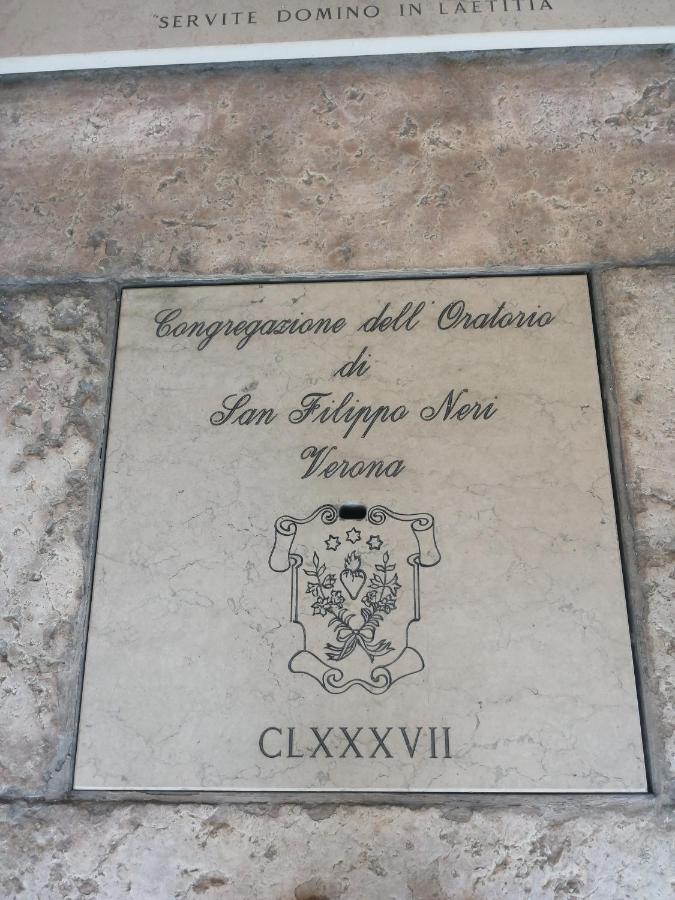 "SERVITE DOMINO IN LAETITIA
Congregazione dell' Oratorio
di
San Filippo Neri
Verona
CLXXXVII